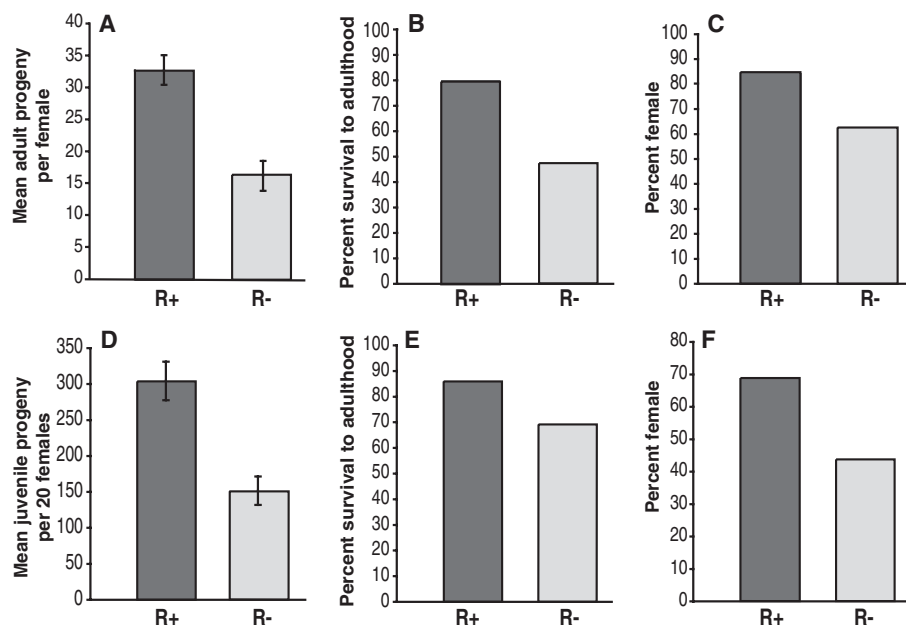 A
Mean adult progeny
per female
40
35
30
25
20
15
10
5
0
R+ R-
B
Percent survival to adulthood
100
90
80
70
60
50
40
30
20
10
0
R+ R-
C
Percent female
100
90
80
70
60
50
40
30
20
10
0
R+ R-
D
Mean juvenile progeny
per 20 females
350
300
250
200
150
100
50
0
R+ R-
E
Percent survival to adulthood
100
90
80
70
60
50
40
30
20
10
0
R+ R-
F
Percent female
80
70
60
50
40
30
20
10
0
R+ R-